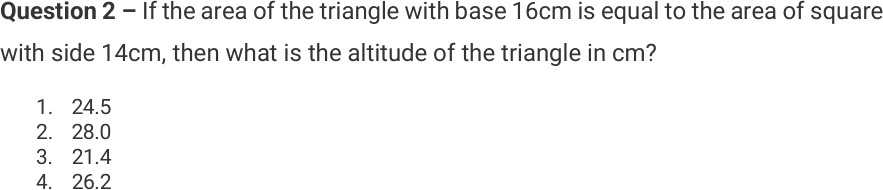 Question 2 – If the area of the triangle with base 16cm is equal to the area of square
with side 14cm, then what is the altitude of the triangle in cm?
1. 24.5
2. 28.0
3. 21.4
4. 26.2